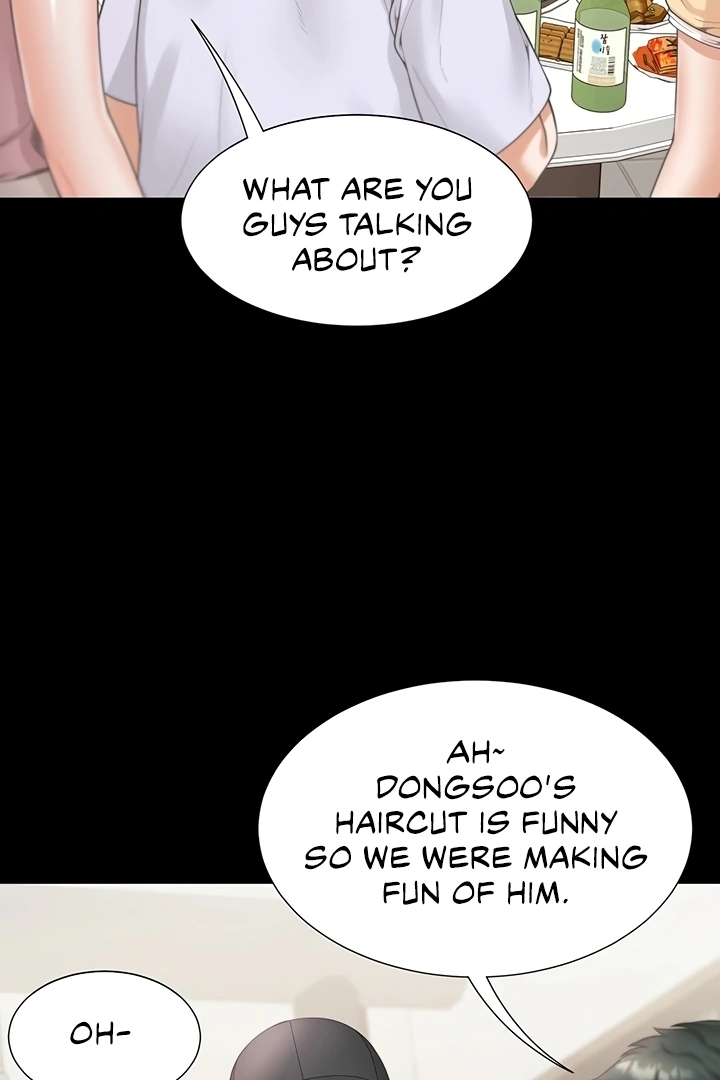 WHAT ARE YOU
GUYS TALKING
ABOUT?
AH~
DONGSOO'S
HAIRCUT IS FUNNY
SO WE WERE MAKING
FUN OF HIM.
OH-